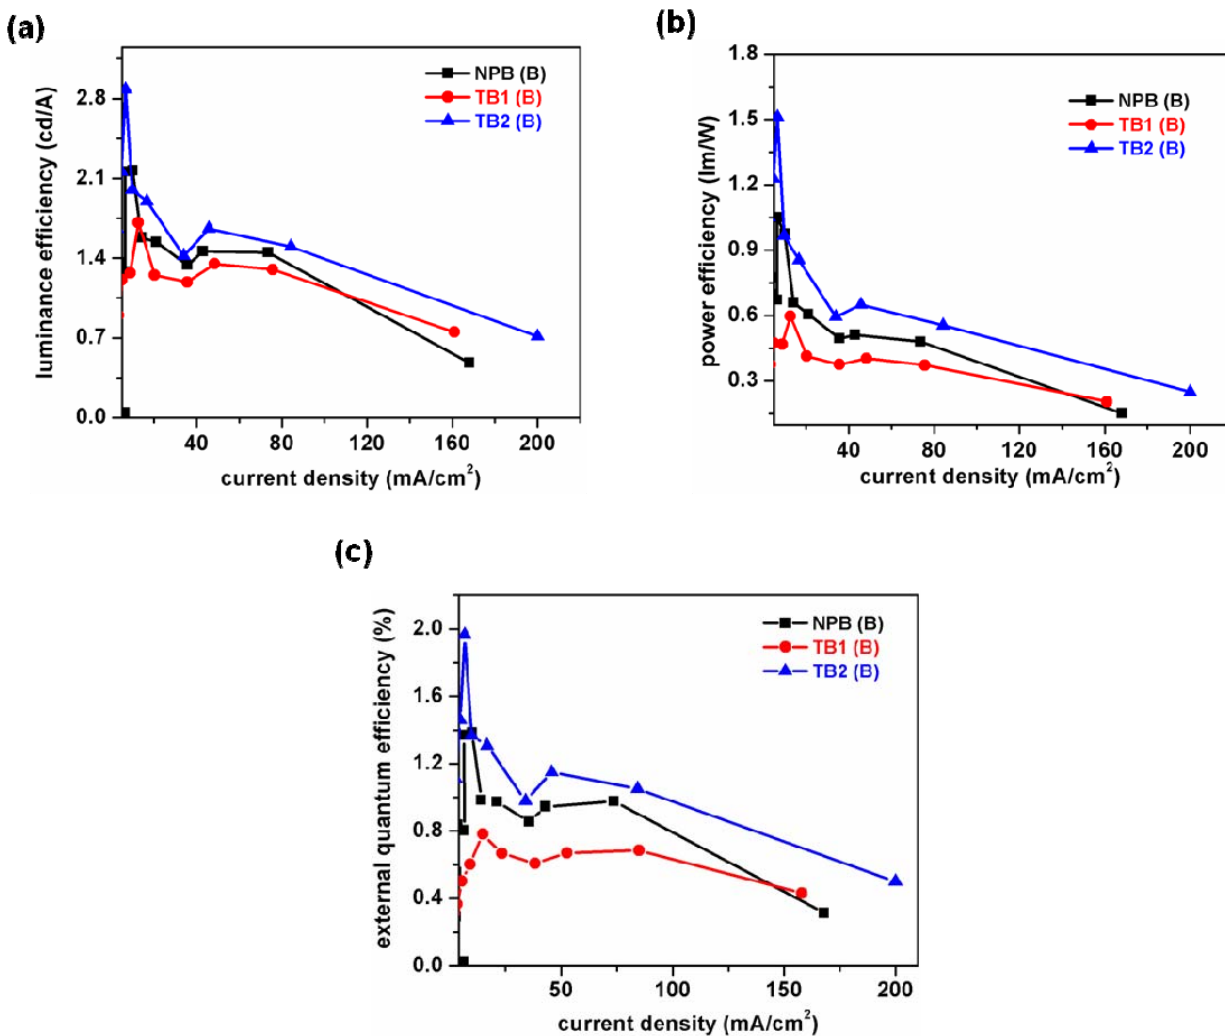 (a)
luminance efficiency (cd/A)
2.8
2.1
1.4
0.7
0.0
NPB (B)
TB1 (B)
TB2 (B)
40
80
120
160
200
current density (mA/cm²)
(b)
power efficiency (lm/W)
1.8
1.5
1.2
0.9
0.6
0.3
NPB (B)
TB1 (B)
TB2 (B)
40
80
120
160
200
current density (mA/cm²)
(c)
external quantum efficiency (%)
2.0
1.6
1.2
0.8
0.4
0.0
NPB (B)
TB1 (B)
TB2 (B)
50
100
150
200
current density (mA/cm²)